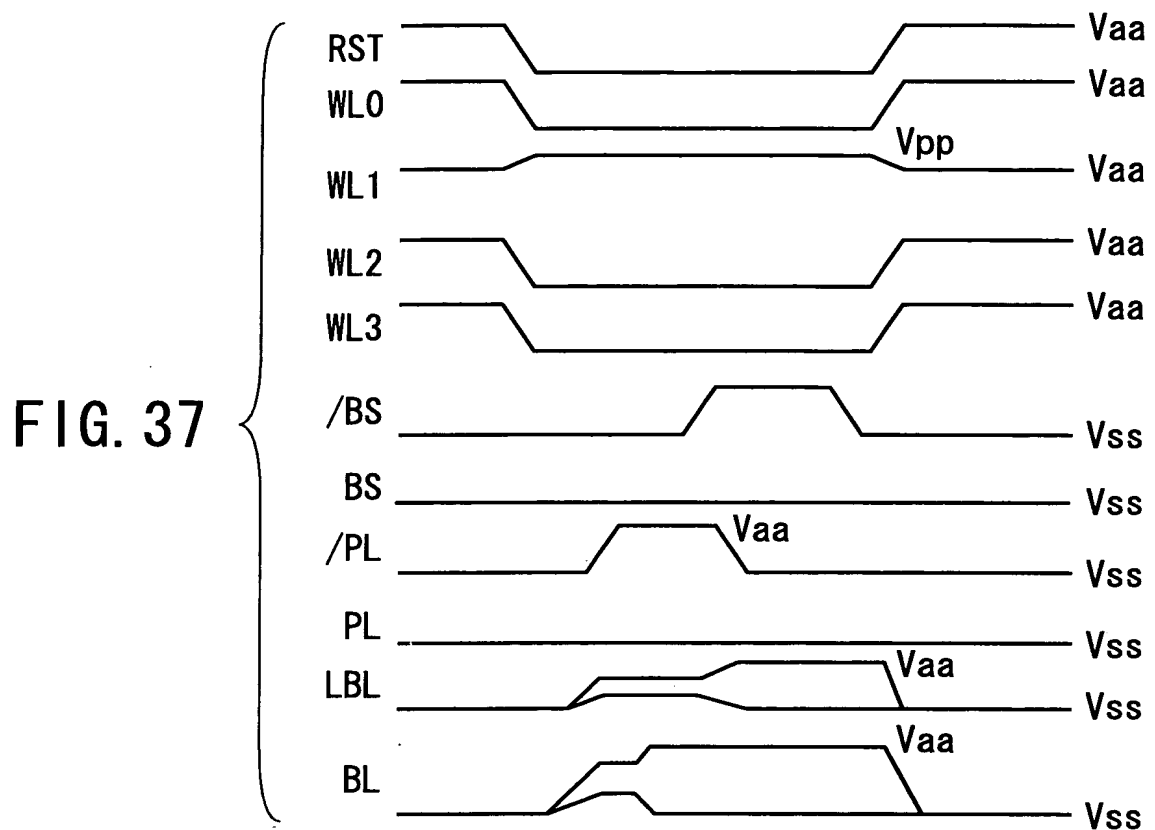 RST Vaa
WL0 Vaa
Vpp
WL1 Vaa
WL2 Vaa
WL3 Vaa
FIG. 37
/BS Vss
BS Vss
/PL Vaa Vss
PL Vss
LBL Vaa Vss
BL Vaa Vss